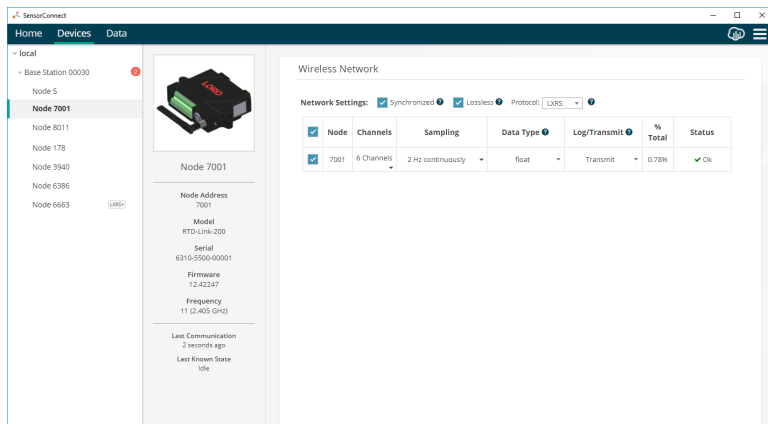 SensorConnect
Home Devices Data
local
Base Station 00030 2
Node 5
Node 7001
Node 8011
Node 178
Node 3940
Node 6386
Node 6663 LXRS+
LORD
Node 7001
Node Address
7001
Model
RTD-Link-200
Serial
6310-5500-00001
Firmware
12.42247
Frequency
11 (2.405 GHz)
Last Communication
2 seconds ago
Last Known State
Idle
Wireless Network
Network Settings: Synchronized ? Lossless ? Protocol: LXRS ?
Node Channels Sampling Data Type ? Log/Transmit ? % Total Status
7001 6 Channels 2 Hz continuously float Transmit 0.78% Ok